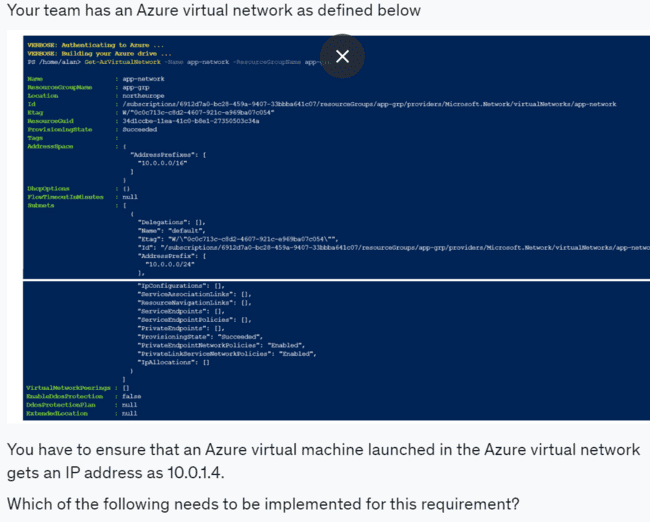 Your team has an Azure virtual network as defined below
VERBOSE: Authenticating to Azure ...
VERBOSE: Building your Azure drive ...
PS /home/alan> Get-AzVirtualNetwork -Name app-network -ResourceGroupName app-
Name : app-network
ResourceGroupName : app-grp
Location : northeurope
Id : /subscriptions/6912d7a0-bc28-459a-9407-33bbba641c07/resourceGroups/app-grp/providers/Microsoft.Network/virtualNetworks/app-network
Etag : W/"0c0c713c-c8d2-4607-921c-a969ba07c054"
ResourceGuid : 34d1ccbe-11ea-41c0-b8e1-27350503c34a
ProvisioningState : Succeeded
Tags :
AddressSpace : {
"AddressPrefixes": [
"10.0.0.0/16"
]
}
DhcpOptions : {}
FlowTimeoutInMinutes : null
Subnets : [
{
"Delegations": [],
"Name": "default",
"Etag": "W/\"0c0c713c-c8d2-4607-921c-a969ba07c054\"",
"Id": "/subscriptions/6912d7a0-bc28-459a-9407-33bbba641c07/resourceGroups/app-grp/providers/Microsoft.Network/virtualNetworks/app-netwo
"AddressPrefix": [
"10.0.0.0/24"
],
"IpConfigurations": [],
"ServiceAssociationLinks": [],
"ResourceNavigationLinks": [],
"ServiceEndpoints": [],
"ServiceEndpointPolicies": [],
"PrivateEndpoints": [],
"ProvisioningState": "Succeeded",
"PrivateEndpointNetworkPolicies": "Enabled",
"PrivateLinkServiceNetworkPolicies": "Enabled",
"IpAllocations": []
}
]
VirtualNetworkPeerings : []
EnableDdosProtection : false
DdosProtectionPlan : null
ExtendedLocation : null
You have to ensure that an Azure virtual machine launched in the Azure virtual network
gets an IP address as 10.0.1.4.
Which of the following needs to be implemented for this requirement?